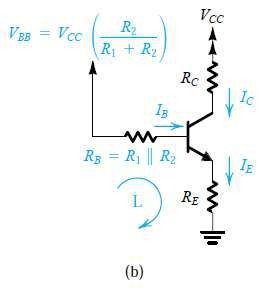 V_CC
V_BB = V_CC ( R_2 / (R_1 + R_2) )
R_C
I_C
I_B
R_B = R_1 || R_2
I_E
L
R_E
(b)